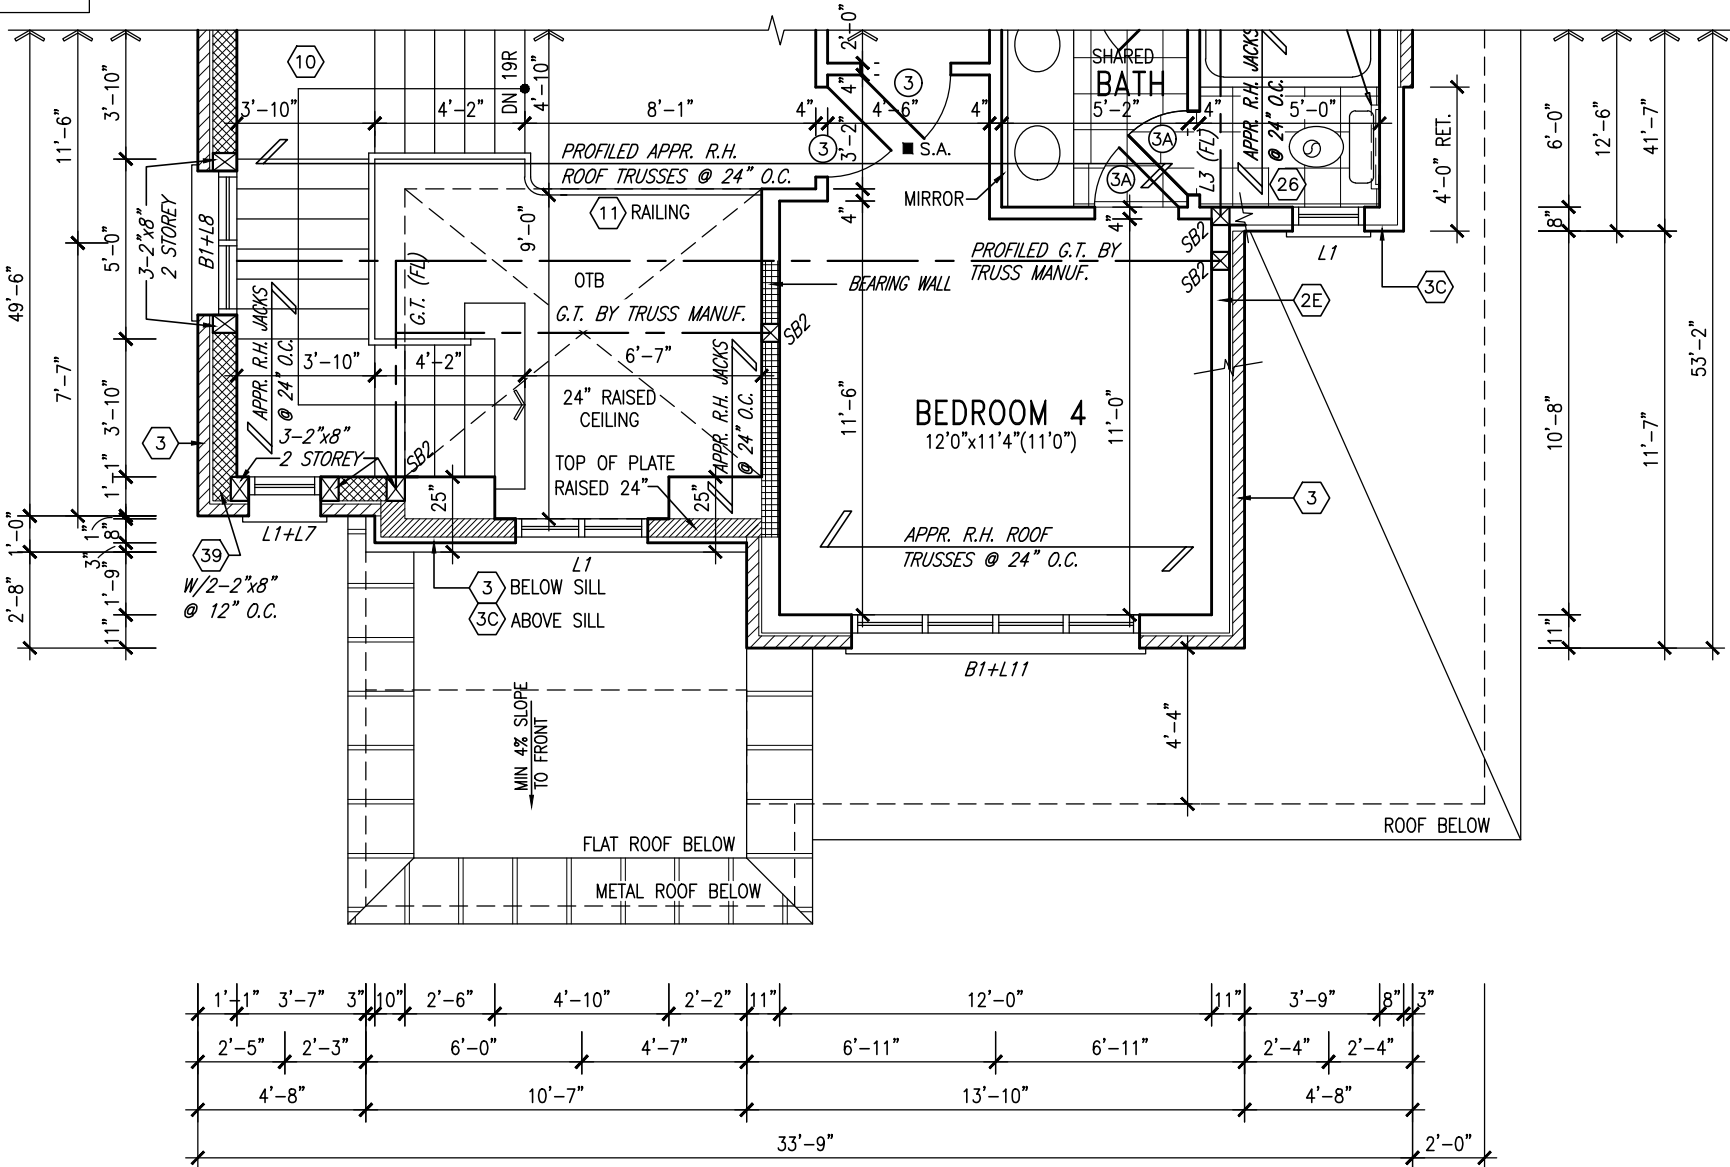 2'-0"
3'-10"
11'-6"
10
DN 19R
4'-10"
4"
3
SHARED
BATH
APPR. R.H. JACKS
@ 24" O.C.
3'-10"
4'-2"
8'-1"
4"
4'-6"
4"
5'-2"
4"
5'-0"
6'-0"
12'-6"
41'-7"
4'-0" RET.
PROFILED APPR. R.H.
ROOF TRUSSES @ 24" O.C.
3
3'-2"
S.A.
3A
3A
L3 (FL)
26
MIRROR
11
RAILING
4"
4"
8"
3-2"x8"
2 STOREY
B1+L8
5'-0"
9'-0"
49'-6"
G.T. (FL)
OTB
G.T. BY TRUSS MANUF.
BEARING WALL
PROFILED G.T. BY
TRUSS MANUF.
SB2
SB2
L1
3C
2E
SB2
53'-2"
APPR. R.H. JACKS
@ 24" O.C.
3'-10"
4'-2"
6'-7"
7'-7"
3'-10"
24" RAISED
CEILING
APPR. R.H. JACKS
@ 24" O.C.
11'-6"
BEDROOM 4
12'0"x11'4"(11'0")
11'-0"
10'-8"
11'-7"
3
3-2"x8"
2 STOREY
SB2
TOP OF PLATE
RAISED 24"
25"
25"
3
1'-1"
1'-0"
1"
8"
3"
1'-9"
2'-8"
11"
39
W/2-2"x8"
@ 12" O.C.
L1+L7
L1
3
BELOW SILL
3C
ABOVE SILL
APPR. R.H. ROOF
TRUSSES @ 24" O.C.
11"
B1+L11
MIN 4% SLOPE
TO FRONT
4'-4"
FLAT ROOF BELOW
METAL ROOF BELOW
ROOF BELOW
1'-1"
3'-7"
3"
10"
2'-6"
4'-10"
2'-2"
11"
12'-0"
11"
3'-9"
8"
3"
2'-5"
2'-3"
6'-0"
4'-7"
6'-11"
6'-11"
2'-4"
2'-4"
4'-8"
10'-7"
13'-10"
4'-8"
33'-9"
2'-0"